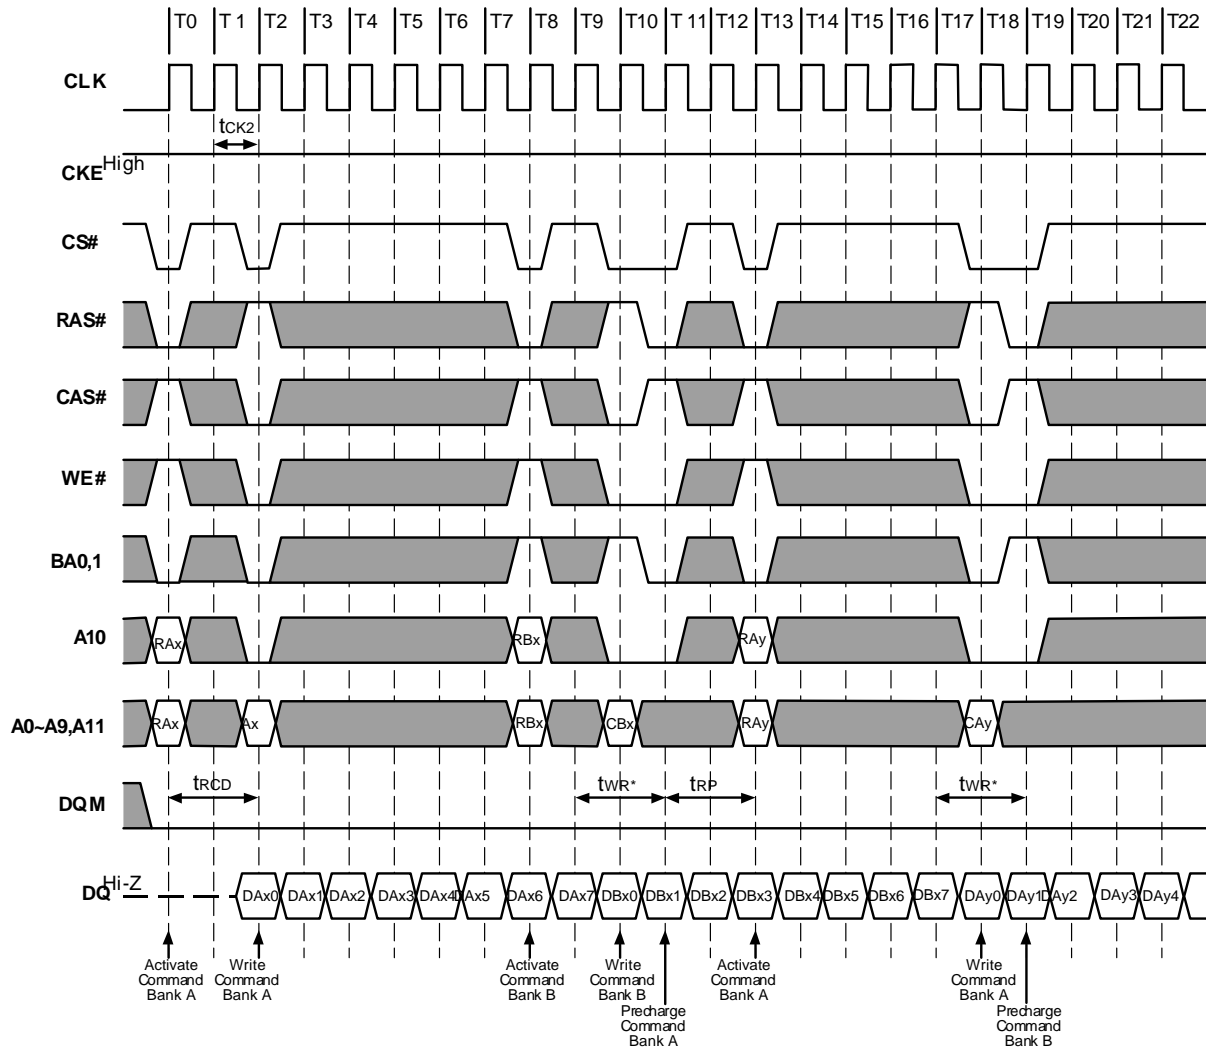 T0 T 1 T2 T3 T4 T5 T6 T7 T8 T9 T10 T 11 T12 T13 T14 T15 T16 T17 T18 T19 T20 T21 T22
CLK
tCK2
High
CKE
CS#
RAS#
CAS#
WE#
BA0,1
A10
RAx RBx RAy
A0~A9,A11
RAx Ax RBx CBx RAy CAy
tRCD tWR* tRP tWR*
DQM
Hi-Z
DQ
DAx0 DAx1 DAx2 DAx3 DAx4 DAx5 DAx6 DAx7 DBx0 DBx1 DBx2 DBx3 DBx4 DBx5 DBx6 DBx7 DAy0 DAy1 DAy2 DAy3 DAy4
Activate Write Activate Write Activate Write
Command Command Command Command Command Command
Bank A Bank A Bank B Bank B Bank A Bank A
Precharge Precharge
Command Command
Bank A Bank B